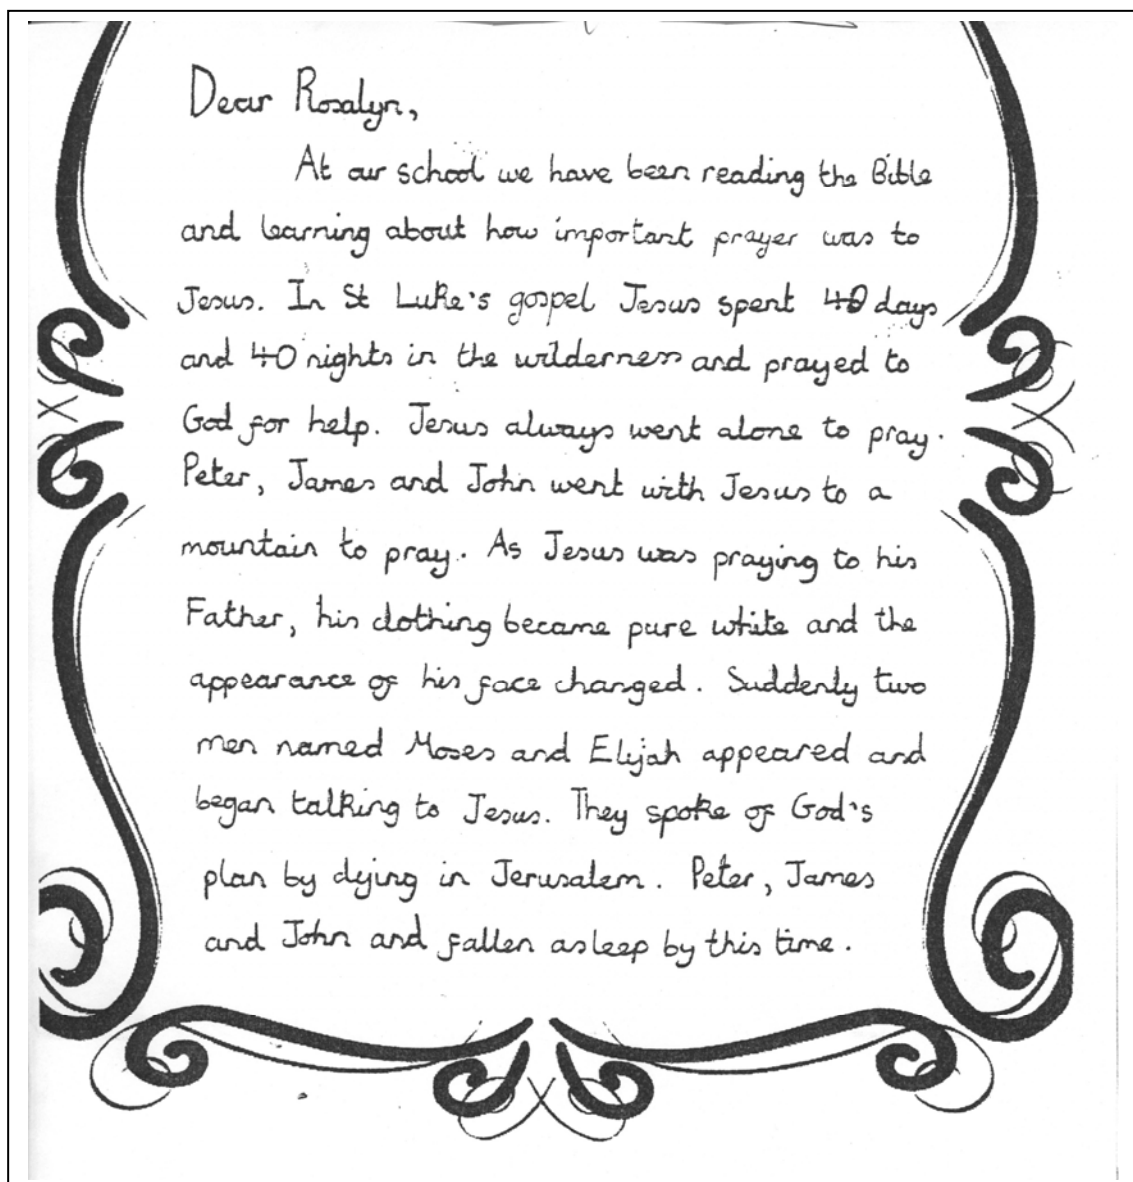 Dear Rosalyn,
At our school we have been reading the Bible
and learning about how important prayer was to
Jesus. In St Luke's gospel Jesus spent 40 days
and 40 nights in the wilderness and prayed to
God for help. Jesus always went alone to pray.
Peter, James and John went with Jesus to a
mountain to pray. As Jesus was praying to his
Father, his clothing became pure white and the
appearance of his face changed. Suddenly two
men named Moses and Elijah appeared and
began talking to Jesus. They spoke of God's
plan by dying in Jerusalem. Peter, James
and John and fallen asleep by this time.